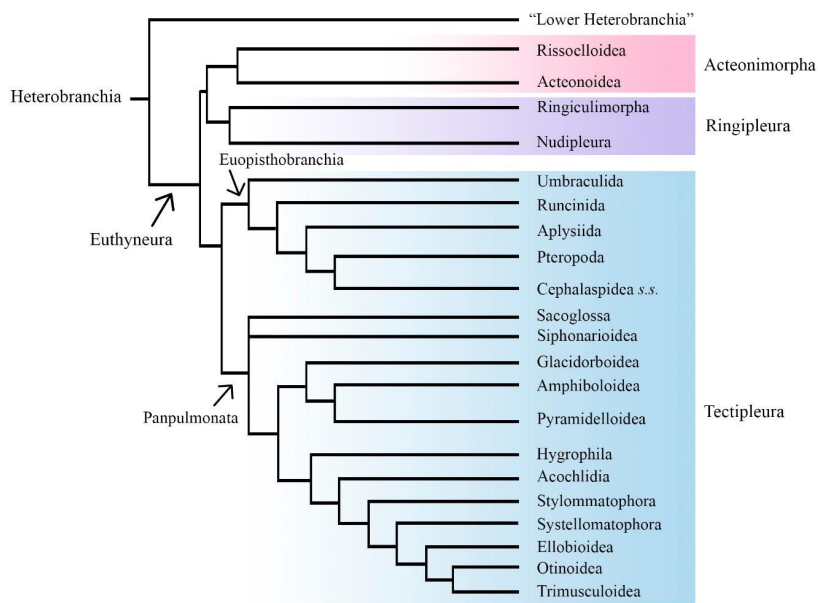 “Lower Heterobranchia”
Rissoelloidea
Acteonimorpha
Acteonoidea
Heterobranchia
Ringiculimorpha
Ringipleura
Nudipleura
Euopisthobranchia
Umbraculida
Runcinida
Euthyneura
Aplysiida
Pteropoda
Cephalaspidea s.s.
Sacoglossa
Siphonarioidea
Glacidorboidea
Amphiboloidea
Panpulmonata
Tectipleura
Pyramidelloidea
Hygrophila
Acochlidia
Stylommatophora
Systellomatophora
Ellobioidea
Otinoidea
Trimusculoidea